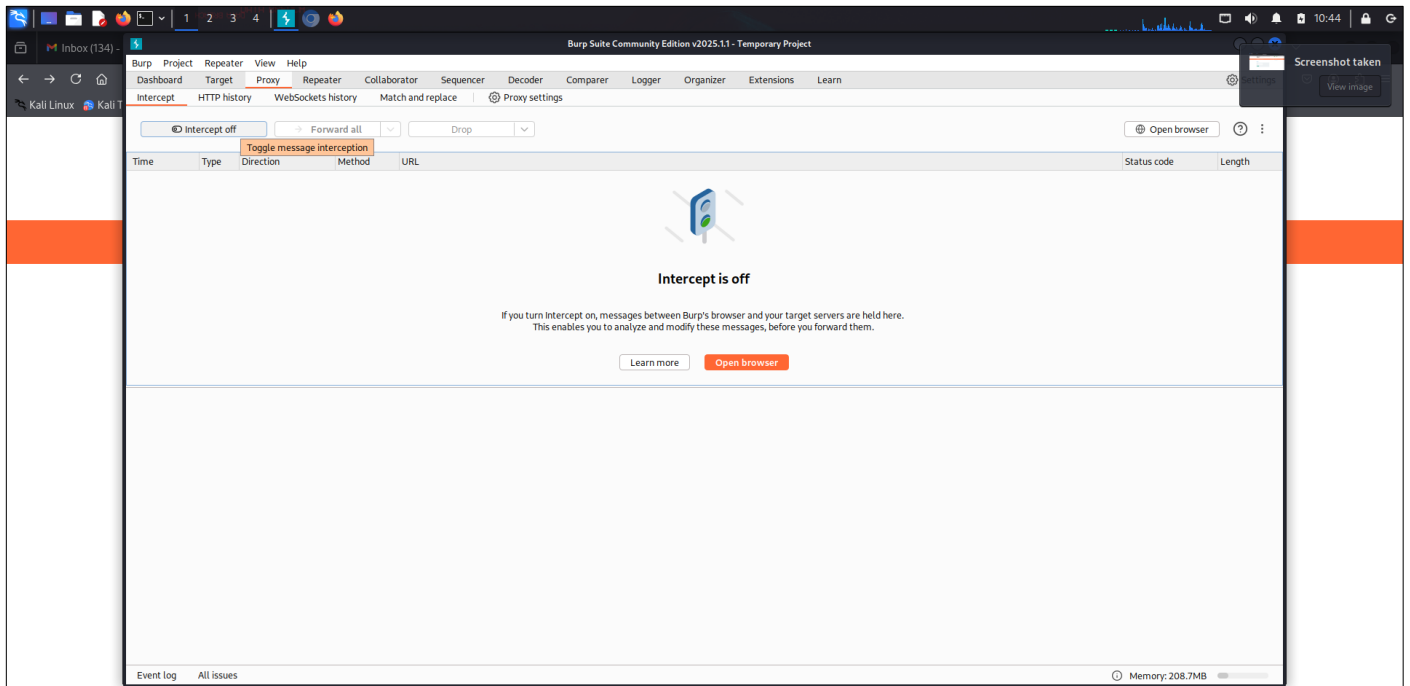 1 2 3 4 10:44
Inbox (134) -
Burp Suite Community Edition v2025.1.1 - Temporary Project
Screenshot taken
View image
Burp Project Repeater View Help
Dashboard Target Proxy Repeater Collaborator Sequencer Decoder Comparer Logger Organizer Extensions Learn Settings
Kali Linux Kali T
Intercept HTTP history WebSockets history Match and replace Proxy settings
Intercept off Forward all Drop Open browser
Toggle message interception
Time Type Direction Method URL Status code Length
Intercept is off
If you turn Intercept on, messages between Burp's browser and your target servers are held here.
This enables you to analyze and modify these messages, before you forward them.
Learn more Open browser
Event log All issues Memory: 208.7MB